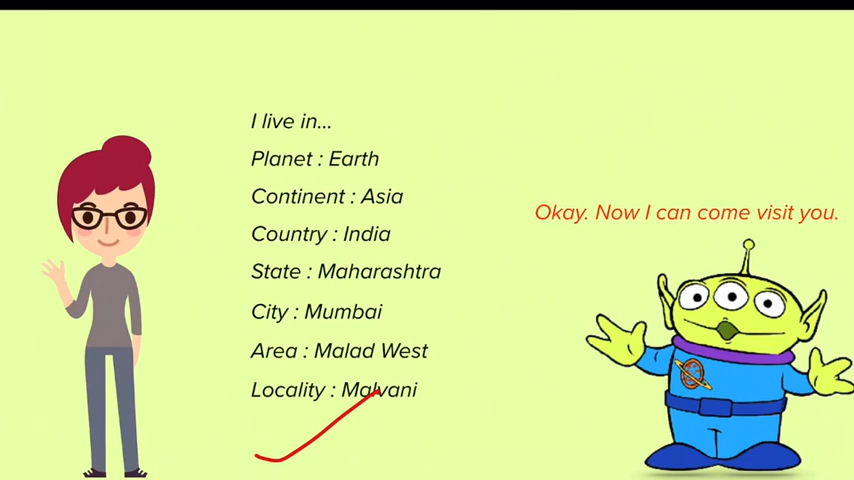 I live in...
Planet : Earth
Continent : Asia
Country : India
State : Maharashtra
City : Mumbai
Area : Malad West
Locality : Malvani
Okay. Now I can come visit you.